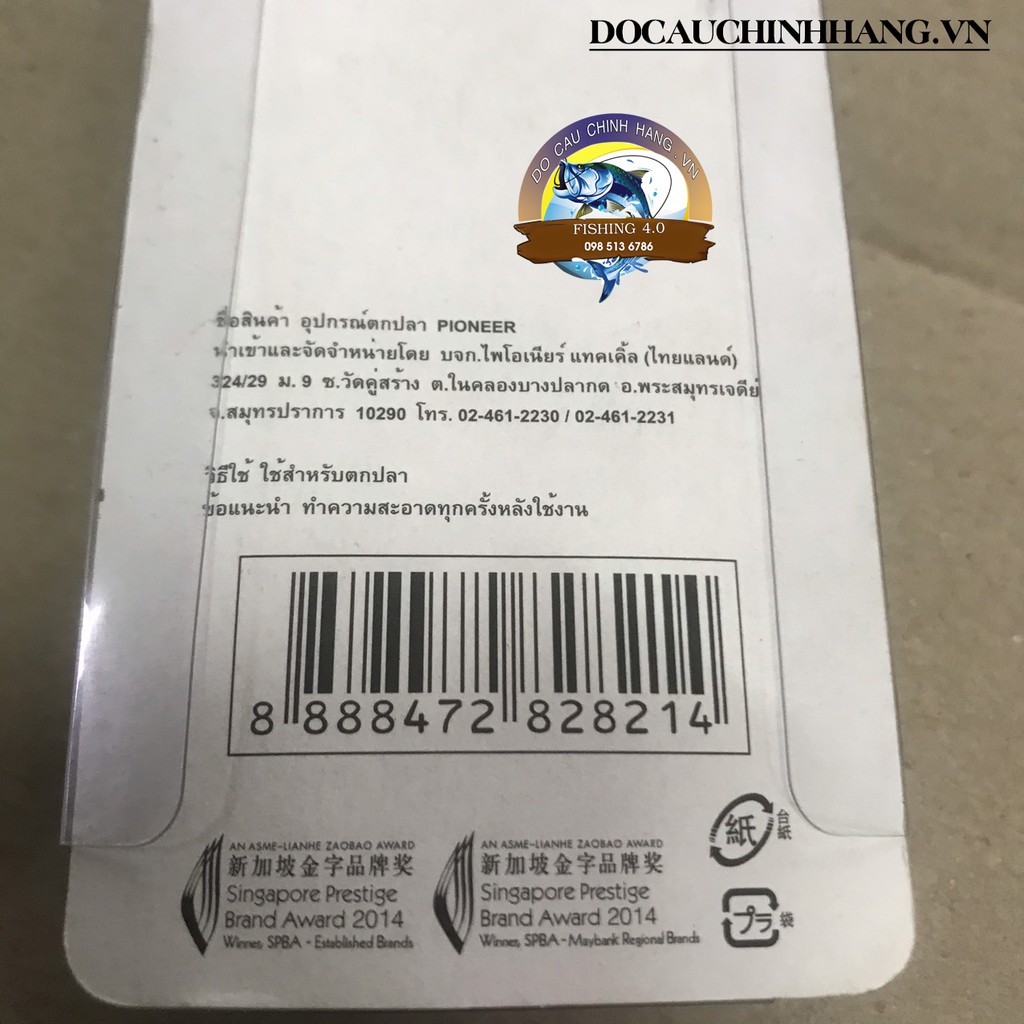 DOCAUCHINHHANG.VN
DO CAU CHINH HANG.VN
FISHING 4.0
098 513 6786
ชื่อสินค้า อุปกรณ์ตกปลา PIONEER
นำเข้าและจัดจำหน่ายโดย บจก.ไพโอเนียร์ แทคเคิ้ล (ไทยแลนด์)
324/29 ม. 9 ซ.วัดคู่สร้าง ต.ในคลองบางปลากด อ.พระสมุทรเจดีย์
จ.สมุทรปราการ 10290 โทร. 02-461-2230 / 02-461-2231
วิธีใช้ ใช้สำหรับตกปลา
ข้อแนะนำ ทำความสะอาดทุกครั้งหลังใช้งาน
8 888472 828214
AN ASME-LIANHE ZAOBAO AWARD
新加坡金字品牌奖
Singapore Prestige
Brand Award 2014
Winner, SPBA - Established Brands
AN ASME-LIANHE ZAOBAO AWARD
新加坡金字品牌奖
Singapore Prestige
Brand Award 2014
Winner, SPBA - Maybank Regional Brands
紙
台紙
プラ
袋